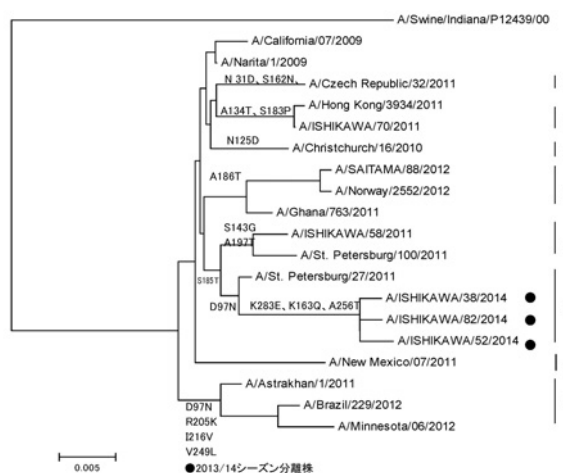 A/Swine/Indiana/P12439/00
A/California/07/2009
A/Narita/1/2009
N 31D、S162N、
A/Czech Republic/32/2011
A/Hong Kong/3934/2011
A134T、S183P
A/ISHIKAWA/70/2011
N125D
A/Christchurch/16/2010
A/SAITAMA/88/2012
A186T
A/Norway/2552/2012
A/Ghana/763/2011
S143G
A/ISHIKAWA/58/2011
A197T
A/St. Petersburg/100/2011
S185T
A/St. Petersburg/27/2011
D97N
K283E、K163Q、A256T
A/ISHIKAWA/38/2014 ●
A/ISHIKAWA/82/2014 ●
A/ISHIKAWA/52/2014 ●
A/New Mexico/07/2011
A/Astrakhan/1/2011
D97N
A/Brazil/229/2012
R205K
I216V
A/Minnesota/06/2012
V249L
0.005
●2013/14シーズン分離株